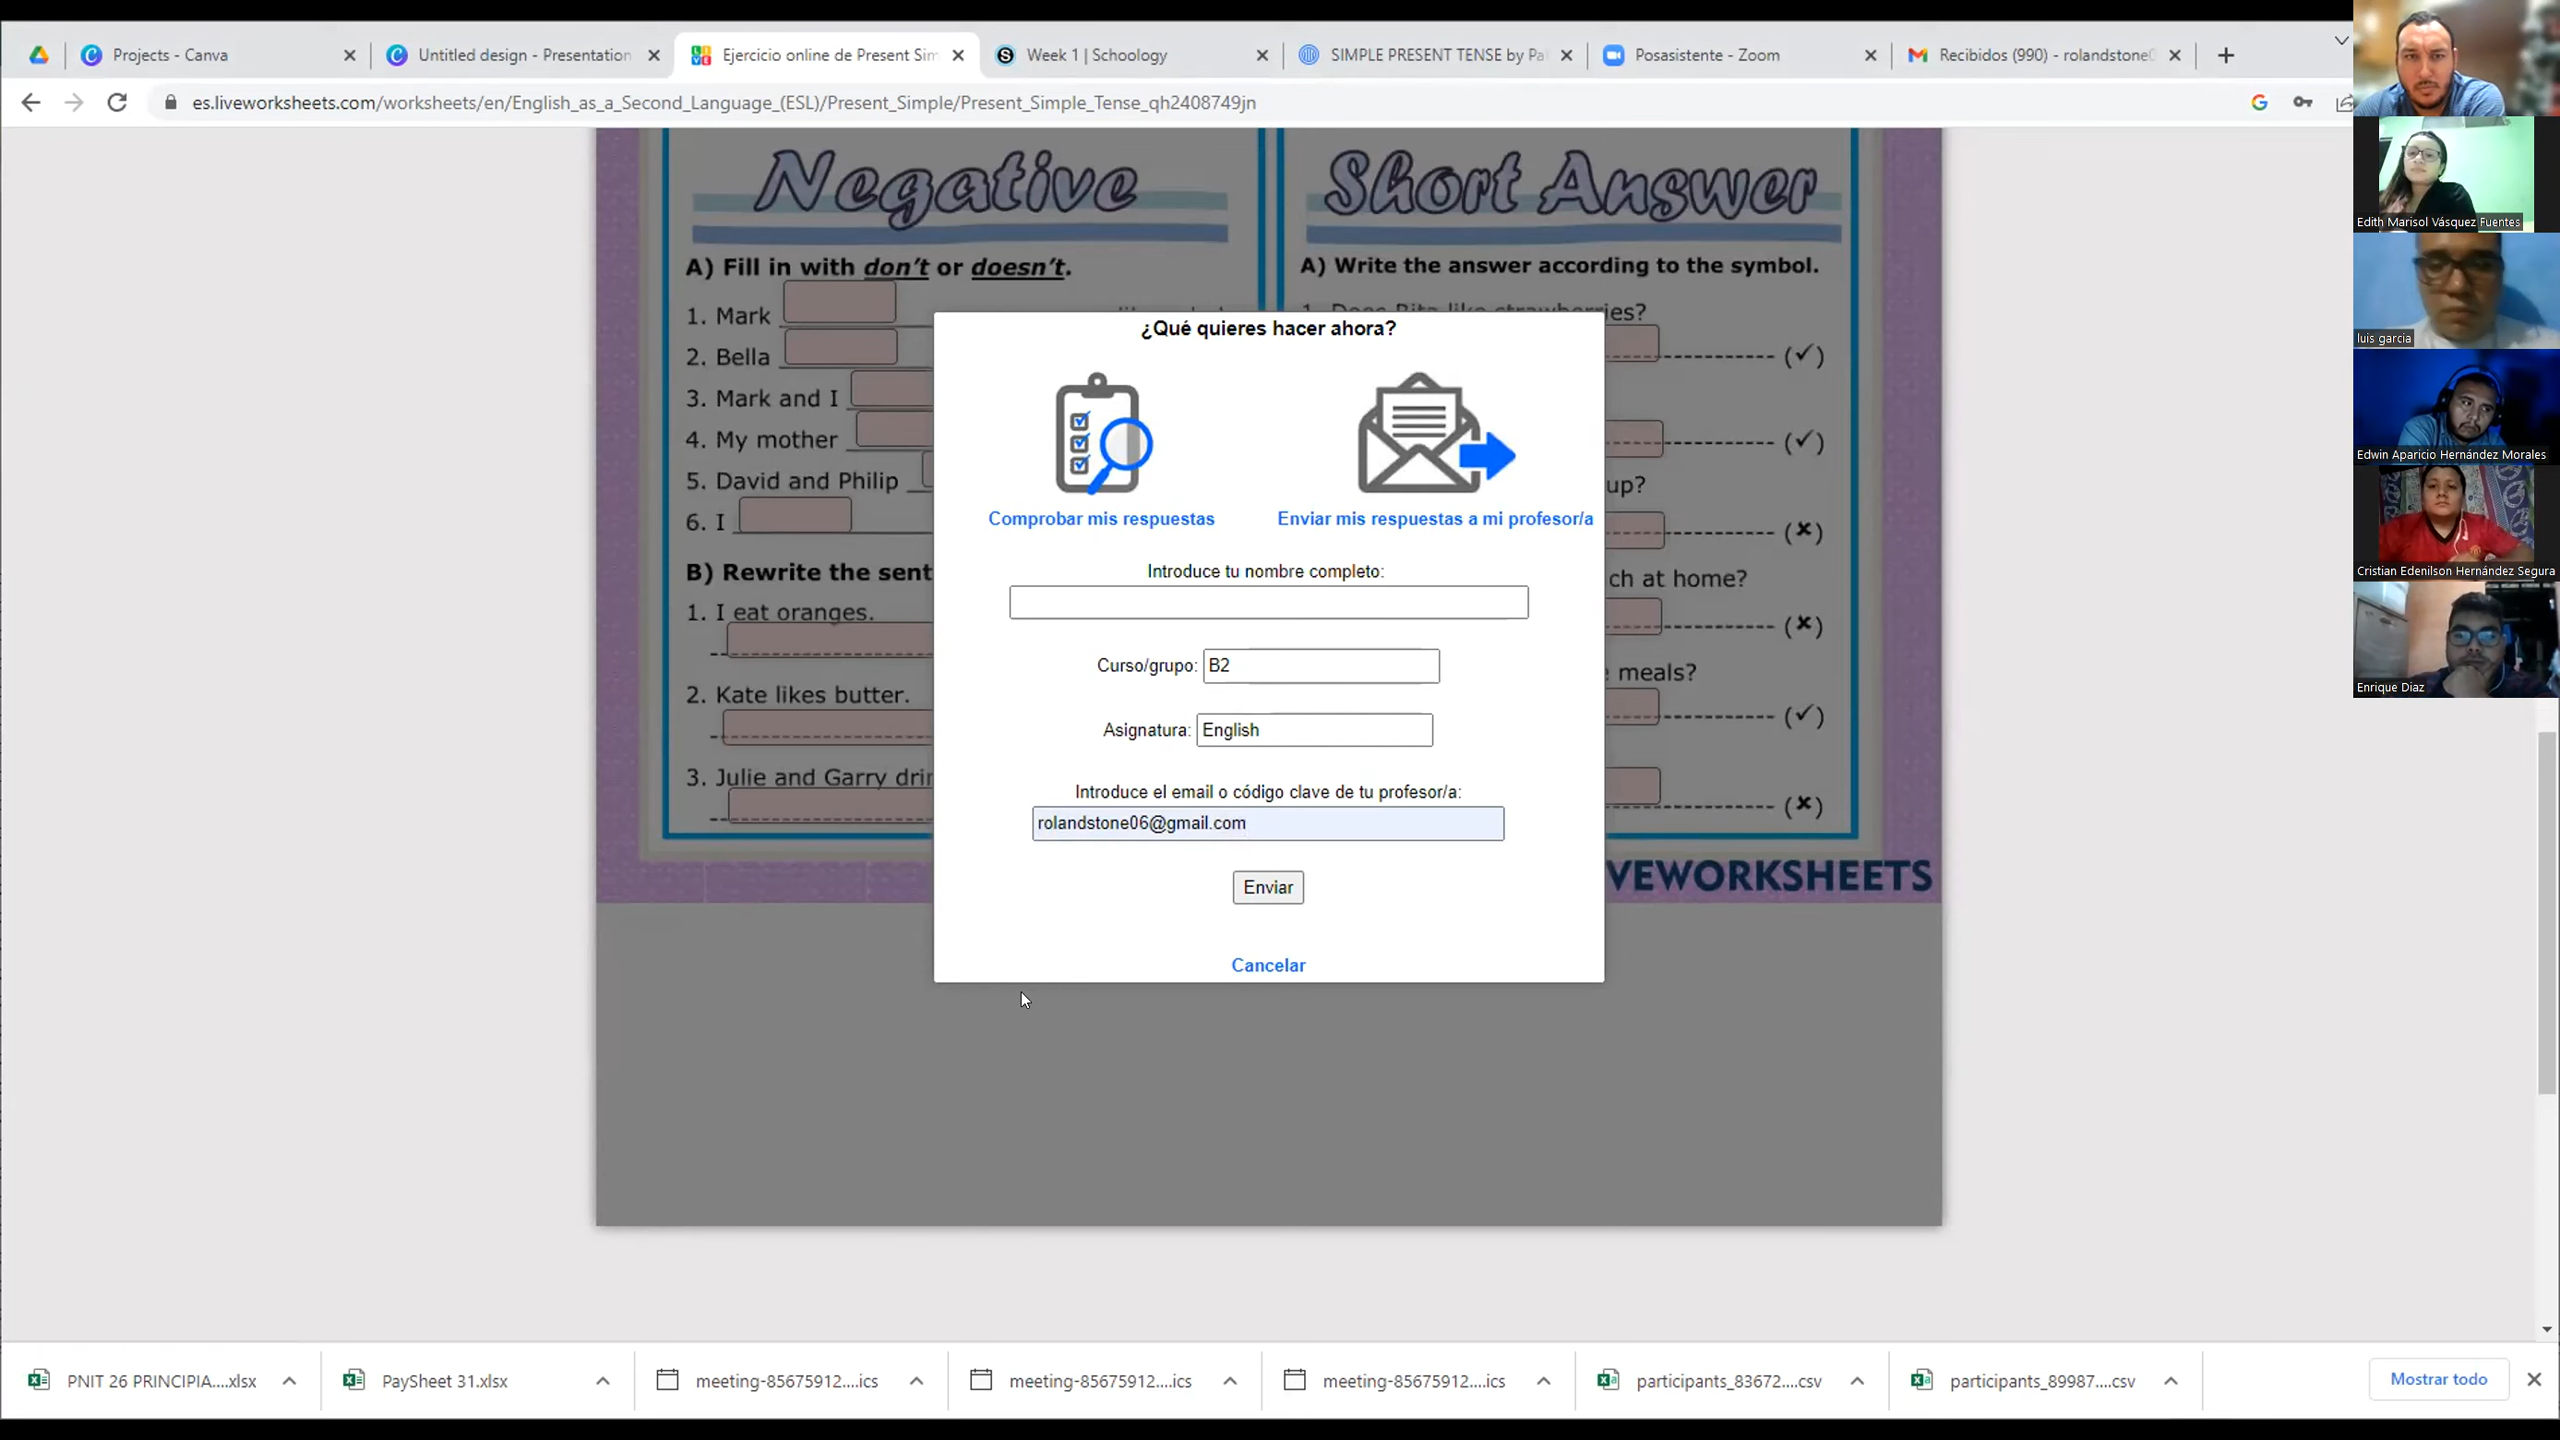 Projects - Canva
Untitled design - Presentation
Ejercicio online de Present Sim
Week 1 | Schoology
SIMPLE PRESENT TENSE by Pa
Posasistente - Zoom
Recibidos (990) - rolandstone0
es.liveworksheets.com/worksheets/en/English_as_a_Second_Language_(ESL)/Present_Simple/Present_Simple_Tense_qh2408749jn
Negative
A) Fill in with don't or doesn't.
1. Mark
2. Bella
3. Mark and I
4. My mother
5. David and Philip
6. I
B) Rewrite the sent
1. I eat oranges.
2. Kate likes butter.
3. Julie and Garry drin
Short Answer
A) Write the answer according to the symbol.
1. Does Rita like strawberries?
(✓)
(✓)
up?
(✗)
ch at home?
(✗)
meals?
(✓)
(✗)
VEWORKSHEETS
¿Qué quieres hacer ahora?
Comprobar mis respuestas
Enviar mis respuestas a mi profesor/a
Introduce tu nombre completo:
Curso/grupo: B2
Asignatura: English
Introduce el email o código clave de tu profesor/a:
rolandstone06@gmail.com
Enviar
Cancelar
Edith Marisol Vásquez Fuentes
luis garcia
Edwin Aparicio Hernández Morales
Cristian Edenilson Hernández Segura
Enrique Diaz
PNIT 26 PRINCIPIA....xlsx
PaySheet 31.xlsx
meeting-85675912....ics
meeting-85675912....ics
meeting-85675912....ics
participants_83672....csv
participants_89987....csv
Mostrar todo